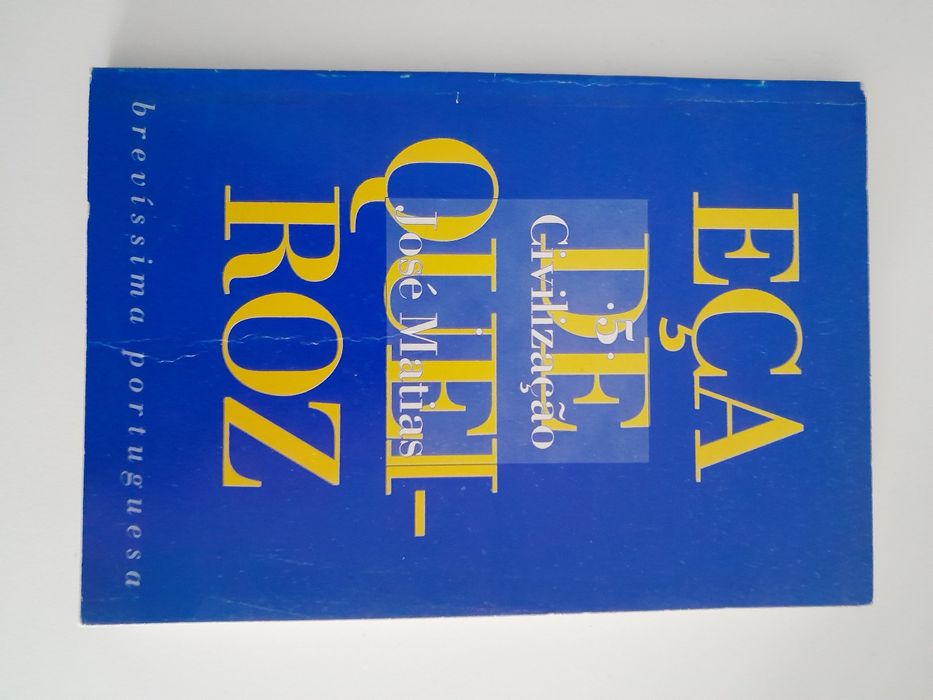 EÇA
DE
QUEI-
ROZ
·5·
Civilização
José Matias
brevíssima portuguesa